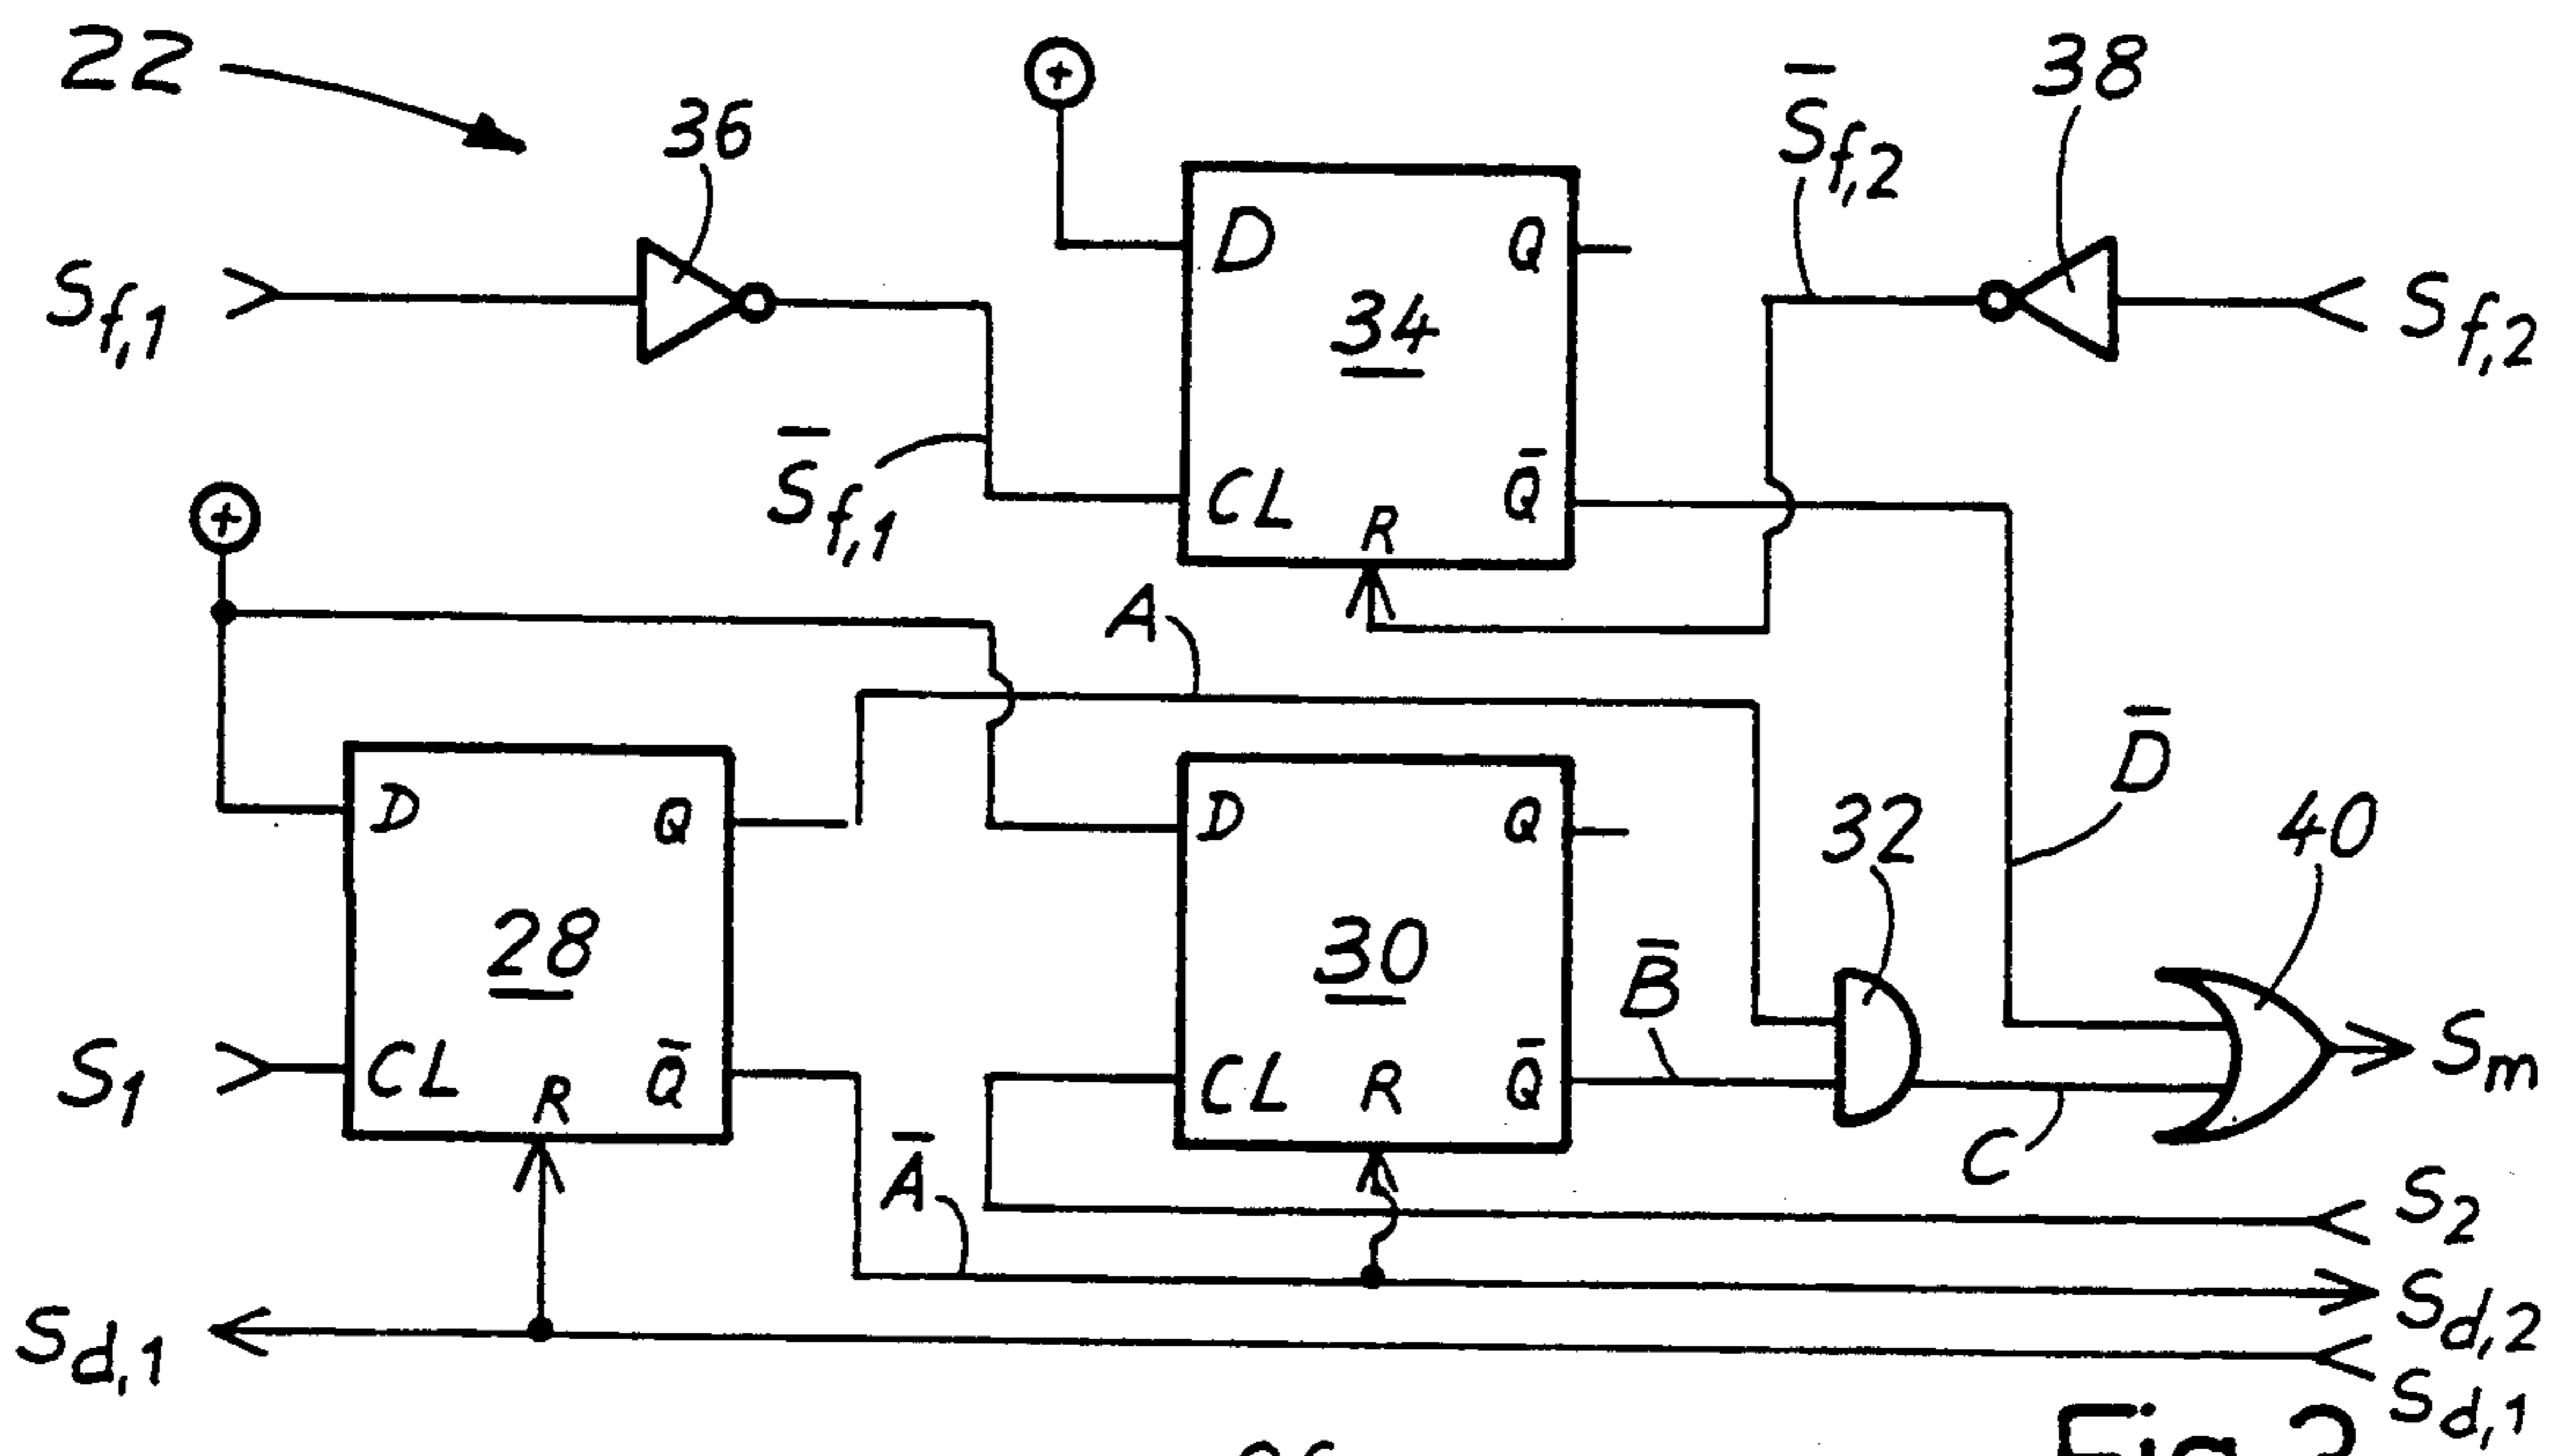 22
36
+
S̅f,2
38
Sf,1
D
Q
34
Sf,2
S̅f,1
CL
R
Q̅
+
A
D
Q
D
Q
D̅
32
40
28
30
B̅
S1
CL
R
Q̅
CL
R
Q̅
Sm
A̅
C
S2
Sd,2
Sd,1
Sd,1